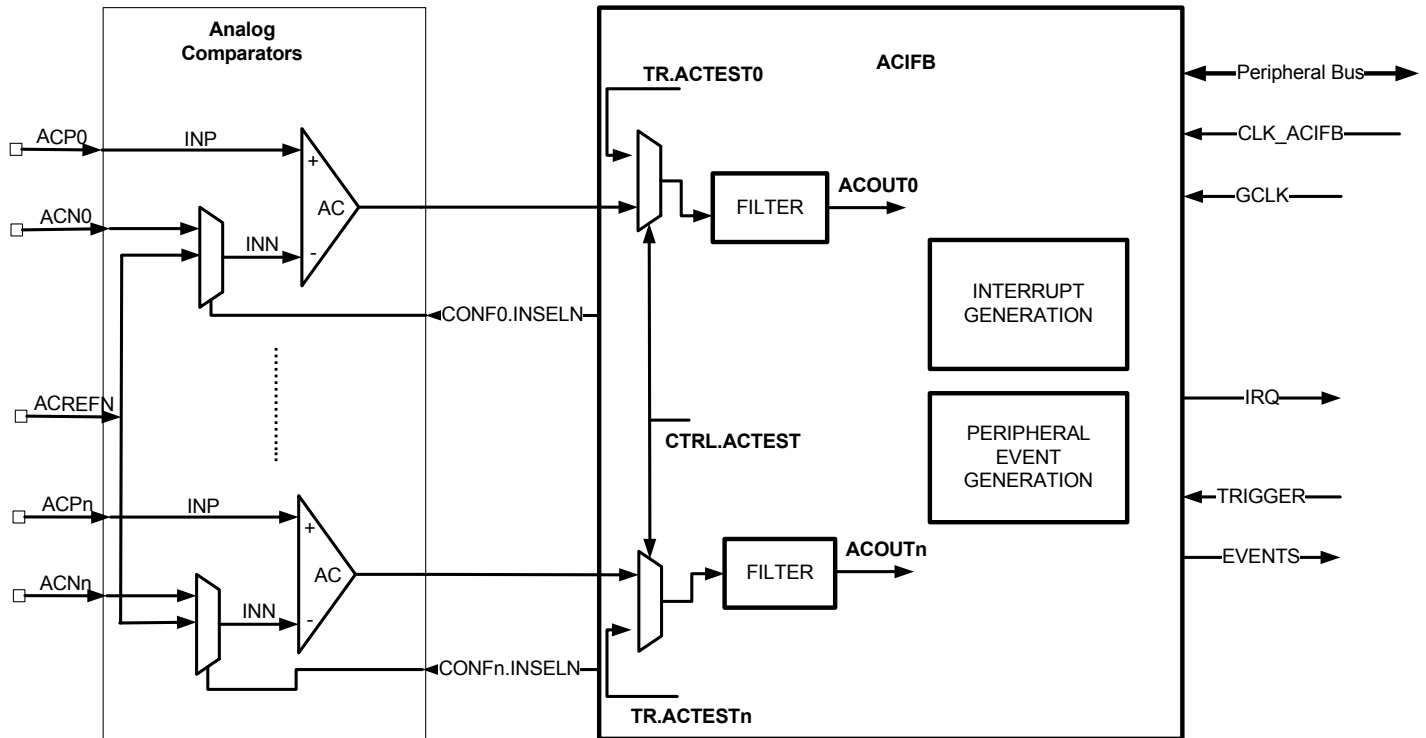 Analog
Comparators
ACIFB
TR.ACTEST0
Peripheral Bus
ACP0
INP
+
CLK_ACIFB
AC
ACOUT0
FILTER
GCLK
ACN0
INN
-
INTERRUPT
GENERATION
CONF0.INSELN
ACREFN
IRQ
CTRL.ACTEST
PERIPHERAL
EVENT
GENERATION
ACPn
INP
+
TRIGGER
ACOUTn
EVENTS
AC
FILTER
ACNn
INN
-
CONFn.INSELN
TR.ACTESTn